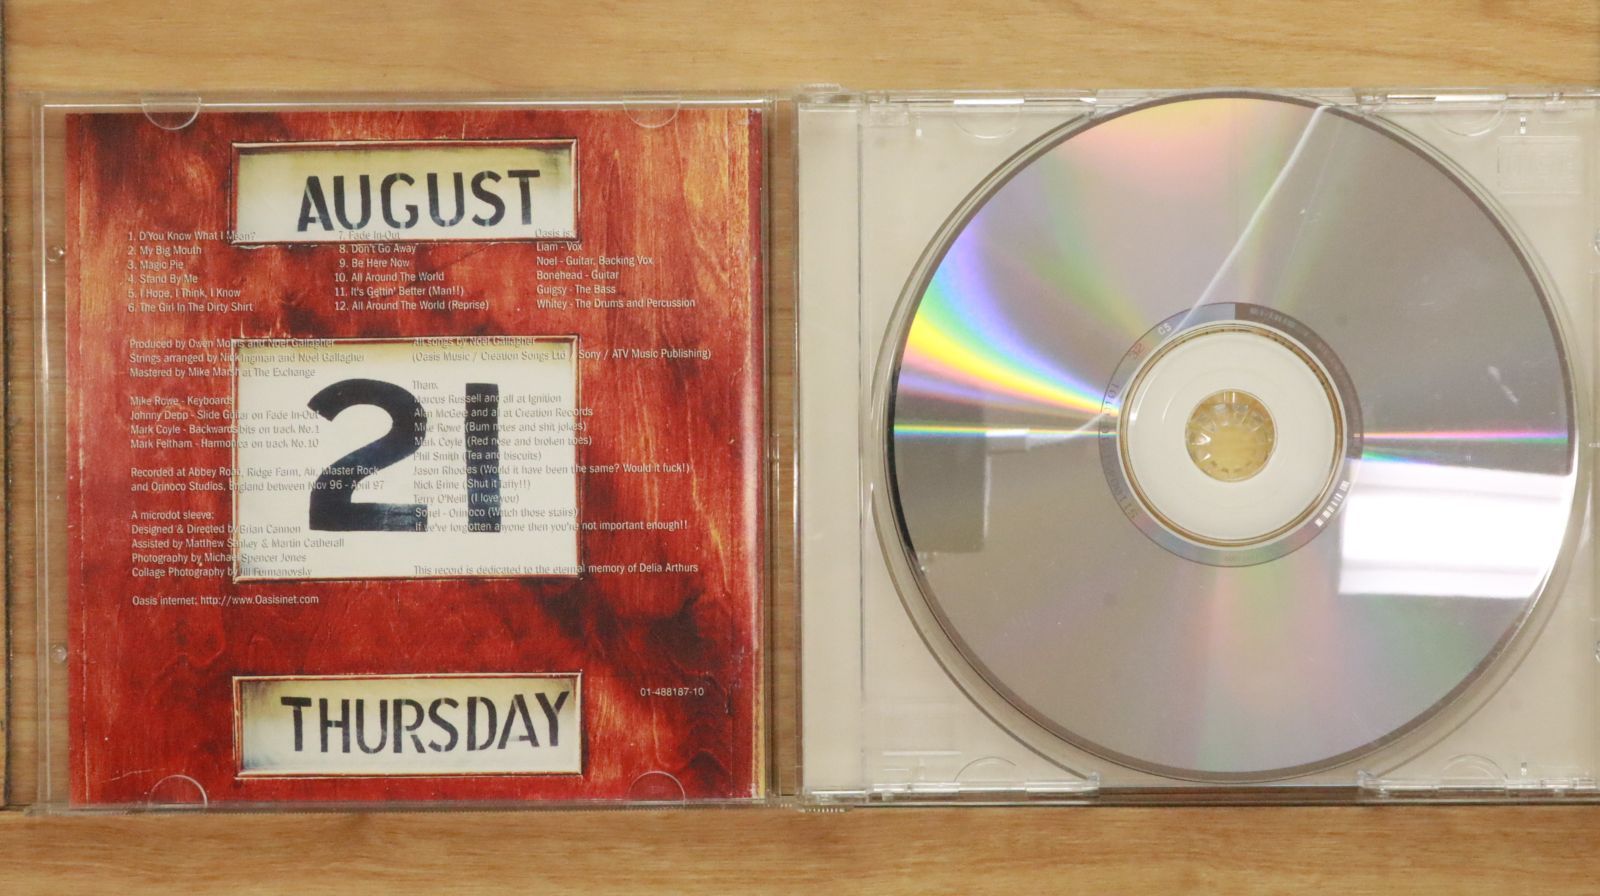 AUGUST
1. D'You Know What I Mean?
2. My Big Mouth
3. Magic Pie
4. Stand By Me
5. I Hope, I Think, I Know
6. The Girl In The Dirty Shirt
7. Fade In-Out
8. Don't Go Away
9. Be Here Now
10. All Around The World
11. It's Gettin' Better (Man!!)
12. All Around The World (Reprise)
Oasis is:
Liam - Vox
Noel - Guitar, Backing Vox
Bonehead - Guitar
Guigsy - The Bass
Whitey - The Drums and Percussion
Produced by Owen Morris and Noel Gallagher
Strings arranged by Nick Ingman and Noel Gallagher
Mastered by Mike Marsh at The Exchange
Mike Rowe - Keyboards
Johnny Depp - Slide Guitar on Fade In-Out
Mark Coyle - Backwards bits on track No.1
Mark Feltham - Harmonica on track No.10
Recorded at Abbey Road, Ridge Farm, Air, Master Rock
and Orinoco Studios, England between Nov 96 - April 97
A microdot sleeve:
Designed & Directed by Brian Cannon
Assisted by Matthew Sankey & Martin Catherall
Photography by Michael Spencer Jones
Collage Photography by Jill Furmanovsky
Oasis internet: http://www.Oasisinet.com
All songs by Noel Gallagher
(Oasis Music / Creation Songs Ltd / Sony / ATV Music Publishing)
Thanx
Marcus Russell and all at Ignition
Alan McGee and all at Creation Records
Mike Rowe (Bum notes and shit jokes)
Mark Coyle (Red nose and broken toes)
Phil Smith (Tea and biscuits)
Jason Rhodes (Would it have been the same? Would it fuck!)
Nick Brine (Shut it Taffy!!)
Terry O'Neill (I love you)
Sorrel - Orinoco (Watch those stairs)
If we've forgotten anyone then you're not important enough!!
This record is dedicated to the eternal memory of Delia Arthurs
21
01-488187-10
THURSDAY